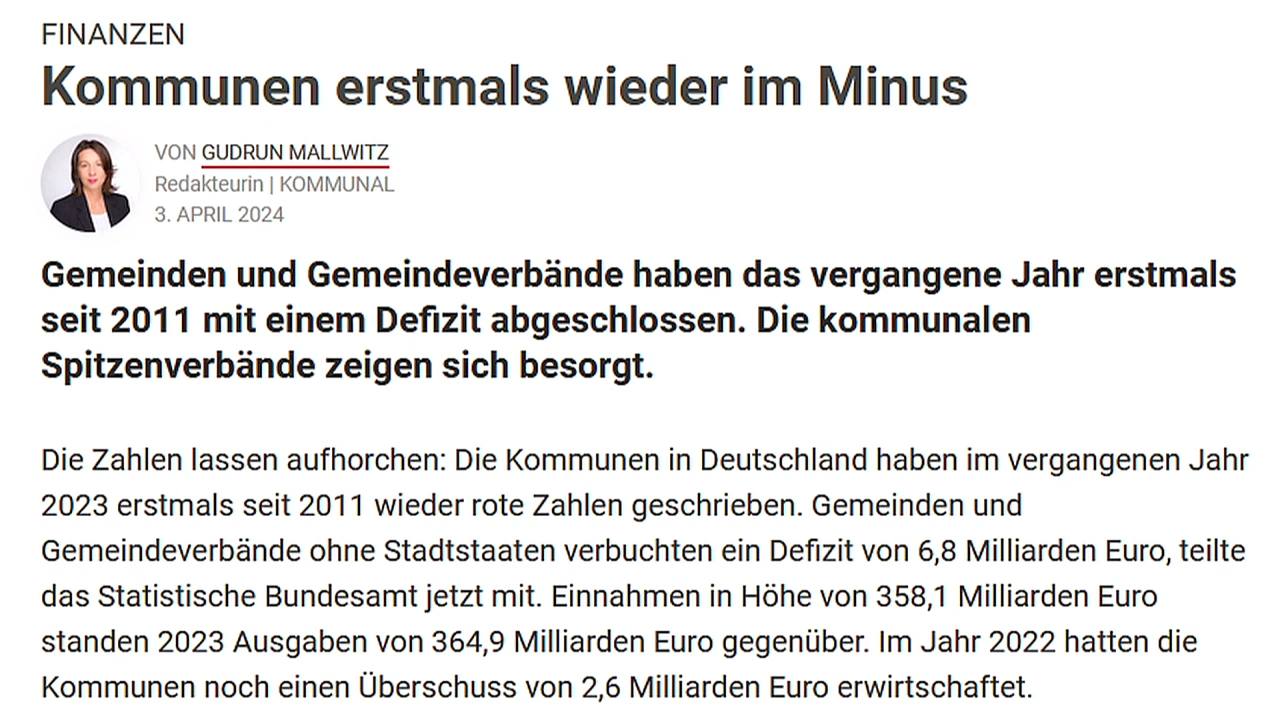 FINANZEN
Kommunen erstmals wieder im Minus
VON GUDRUN MALLWITZ
Redakteurin | KOMMUNAL
3. APRIL 2024
Gemeinden und Gemeindeverbände haben das vergangene Jahr erstmals
seit 2011 mit einem Defizit abgeschlossen. Die kommunalen
Spitzenverbände zeigen sich besorgt.
Die Zahlen lassen aufhorchen: Die Kommunen in Deutschland haben im vergangenen Jahr
2023 erstmals seit 2011 wieder rote Zahlen geschrieben. Gemeinden und
Gemeindeverbände ohne Stadtstaaten verbuchten ein Defizit von 6,8 Milliarden Euro, teilte
das Statistische Bundesamt jetzt mit. Einnahmen in Höhe von 358,1 Milliarden Euro
standen 2023 Ausgaben von 364,9 Milliarden Euro gegenüber. Im Jahr 2022 hatten die
Kommunen noch einen Überschuss von 2,6 Milliarden Euro erwirtschaftet.